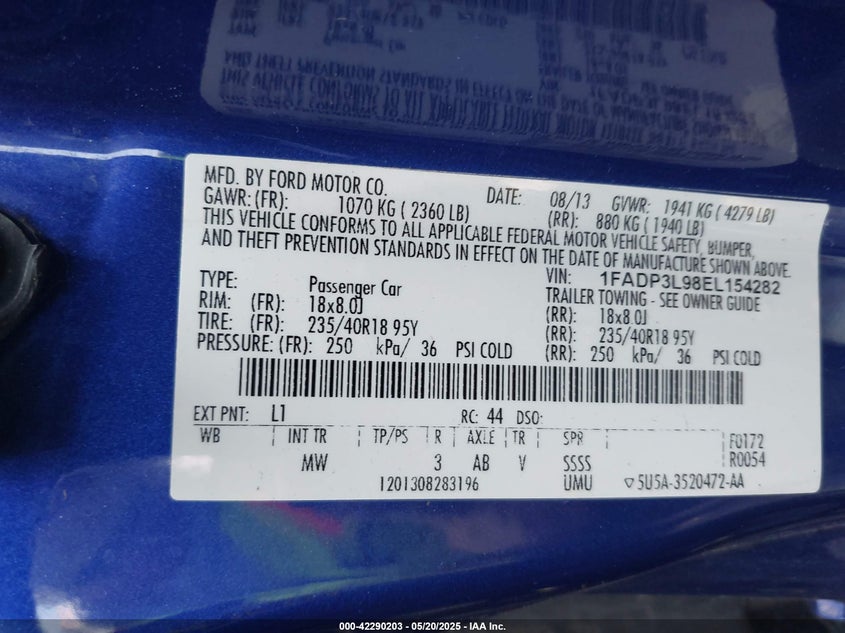 MFD. BY FORD MOTOR CO. DATE: 08/13 GVWR: 1941 KG ( 4279 LB)
GAWR: (FR): 1070 KG ( 2360 LB) (RR): 880 KG ( 1940 LB)
THIS VEHICLE CONFORMS TO ALL APPLICABLE FEDERAL MOTOR VEHICLE SAFETY, BUMPER,
AND THEFT PREVENTION STANDARDS IN EFFECT ON THE DATE OF MANUFACTURE SHOWN ABOVE.
VIN: 1FADP3L98EL154282
TYPE: Passenger Car TRAILER TOWING - SEE OWNER GUIDE
RIM: (FR): 18x8.0J (RR): 18x8.0J
TIRE: (FR): 235/40R18 95Y (RR): 235/40R18 95Y
PRESSURE: (FR): 250 kPa/ 36 PSI COLD (RR): 250 kPa/ 36 PSI COLD
EXT PNT: L1 RC: 44 DSO:
WB INT TR TP/PS R AXLE TR SPR F0172
MW 3 AB V SSSS R0054
1201308283196 UMU ▽5U5A-3520472-AA
000-42290203 - 05/20/2025 - IAA Inc.